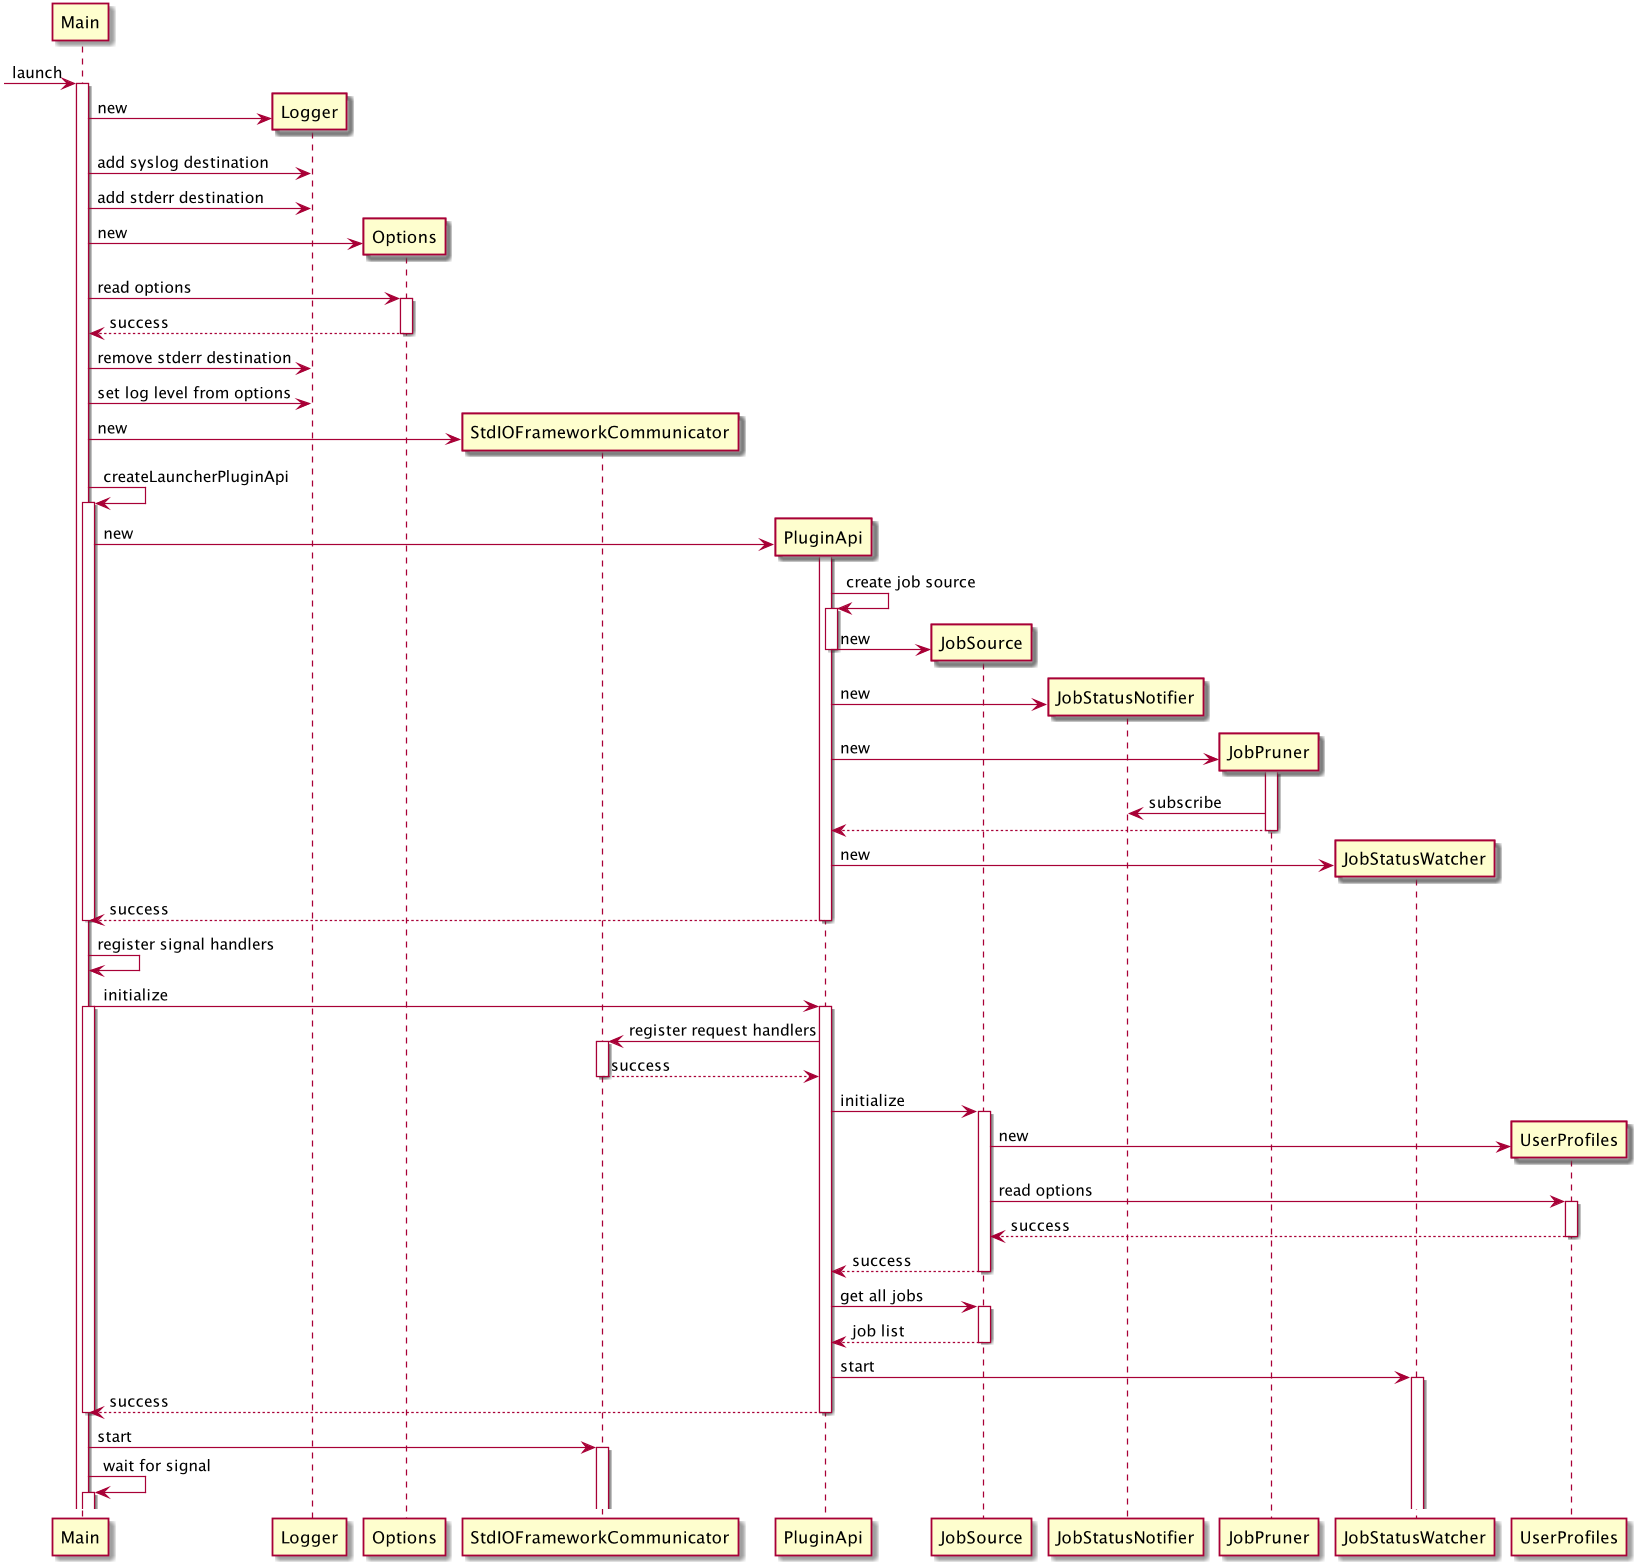 Main
launch
new
Logger
add syslog destination
add stderr destination
new
Options
read options
success
remove stderr destination
set log level from options
new
StdIOFrameworkCommunicator
createLauncherPluginApi
new
PluginApi
create job source
new
JobSource
new
JobStatusNotifier
new
JobPruner
subscribe
new
JobStatusWatcher
success
register signal handlers
initialize
register request handlers
success
initialize
new
UserProfiles
read options
success
success
get all jobs
job list
start
success
start
wait for signal
Main Logger Options StdIOFrameworkCommunicator PluginApi JobSource JobStatusNotifier JobPruner JobStatusWatcher UserProfiles